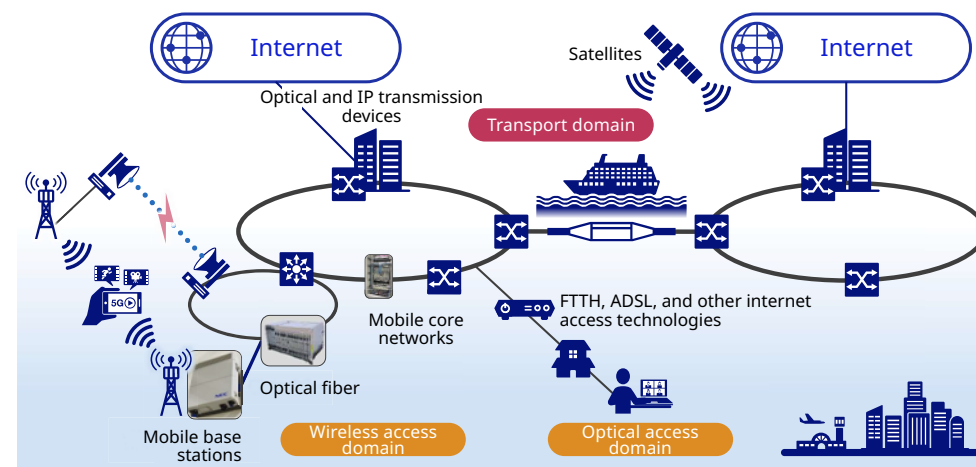 Internet
Internet
Satellites
Optical and IP transmission
devices
Transport domain
5G
FTTH, ADSL, and other internet
access technologies
Mobile core
networks
Optical fiber
NEC
Mobile base
stations
Wireless access
domain
Optical access
domain